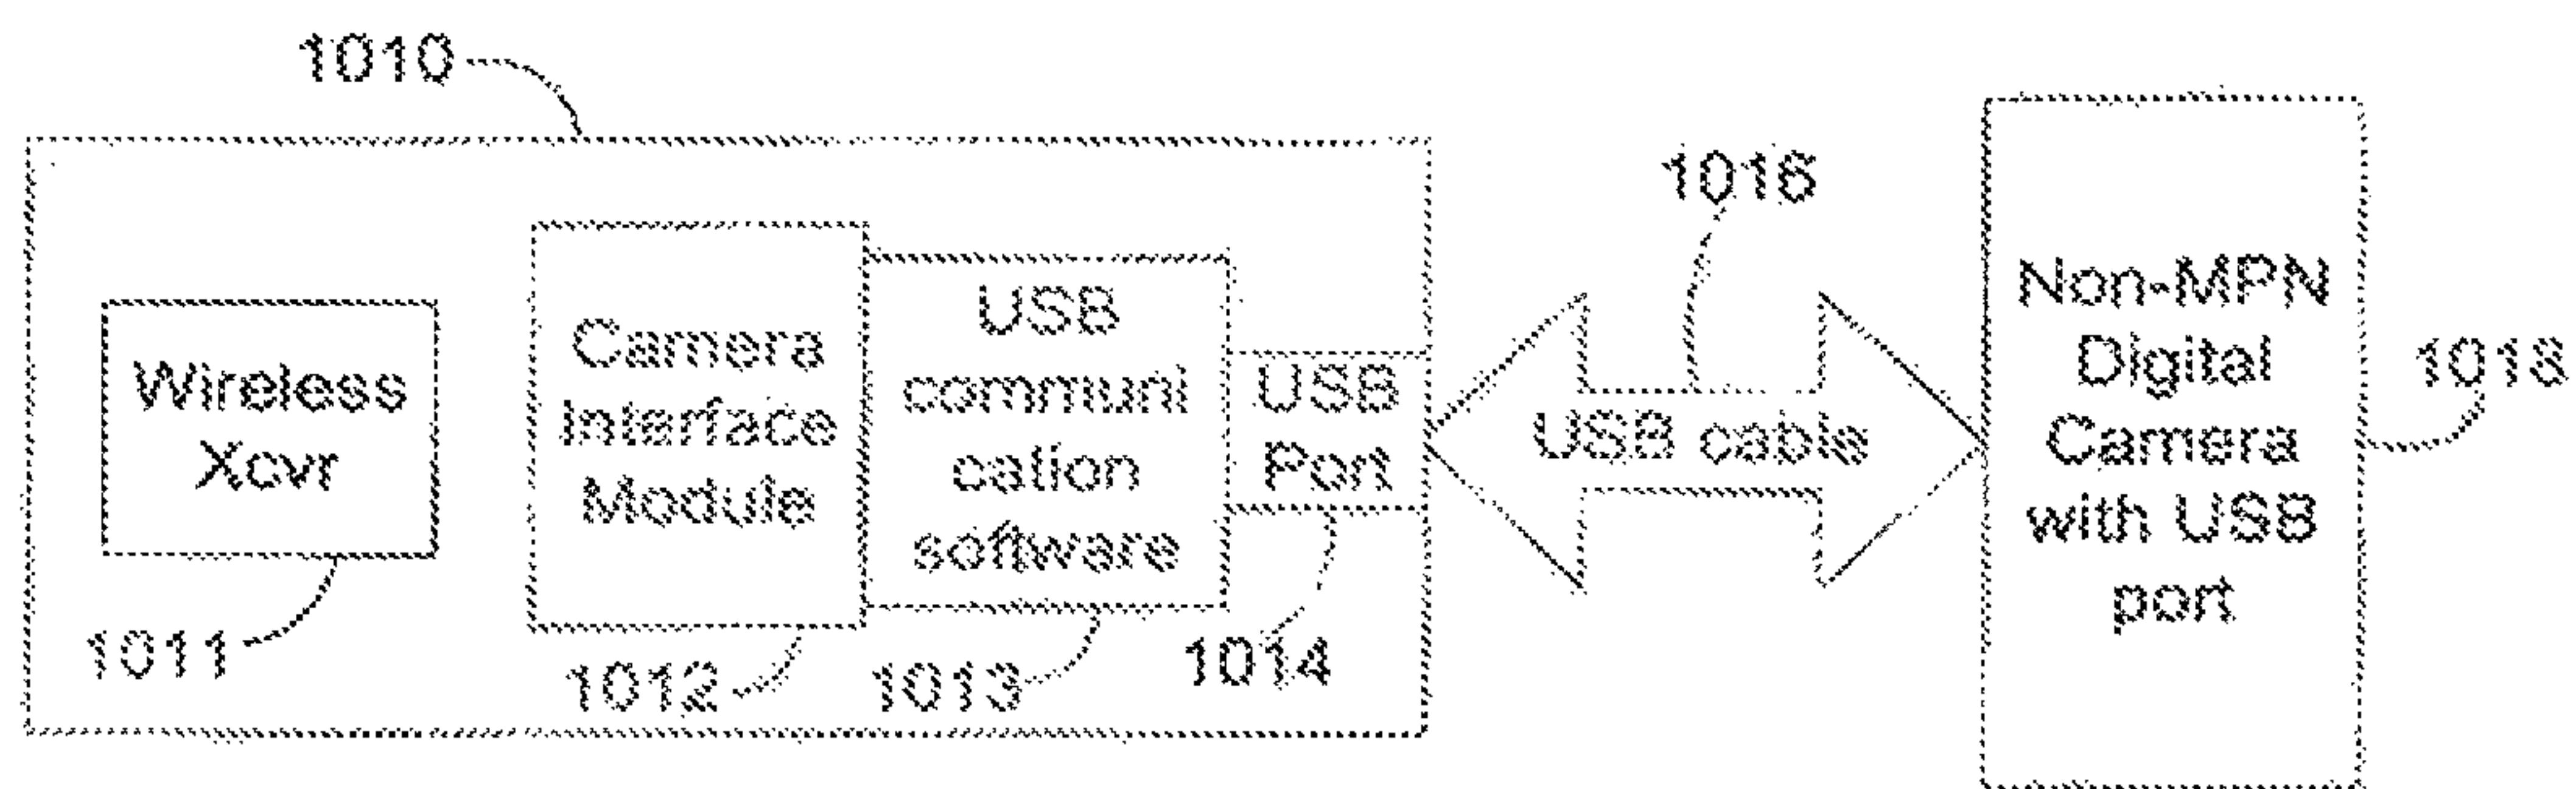 1010
1016
Wireless
Xcvr
Camera
Interface
Module
USB
communi
cation
software
USB
Port
USB cable
Non-MPN
Digital
Camera
with USB
port
1018
1011
1012
1013
1014